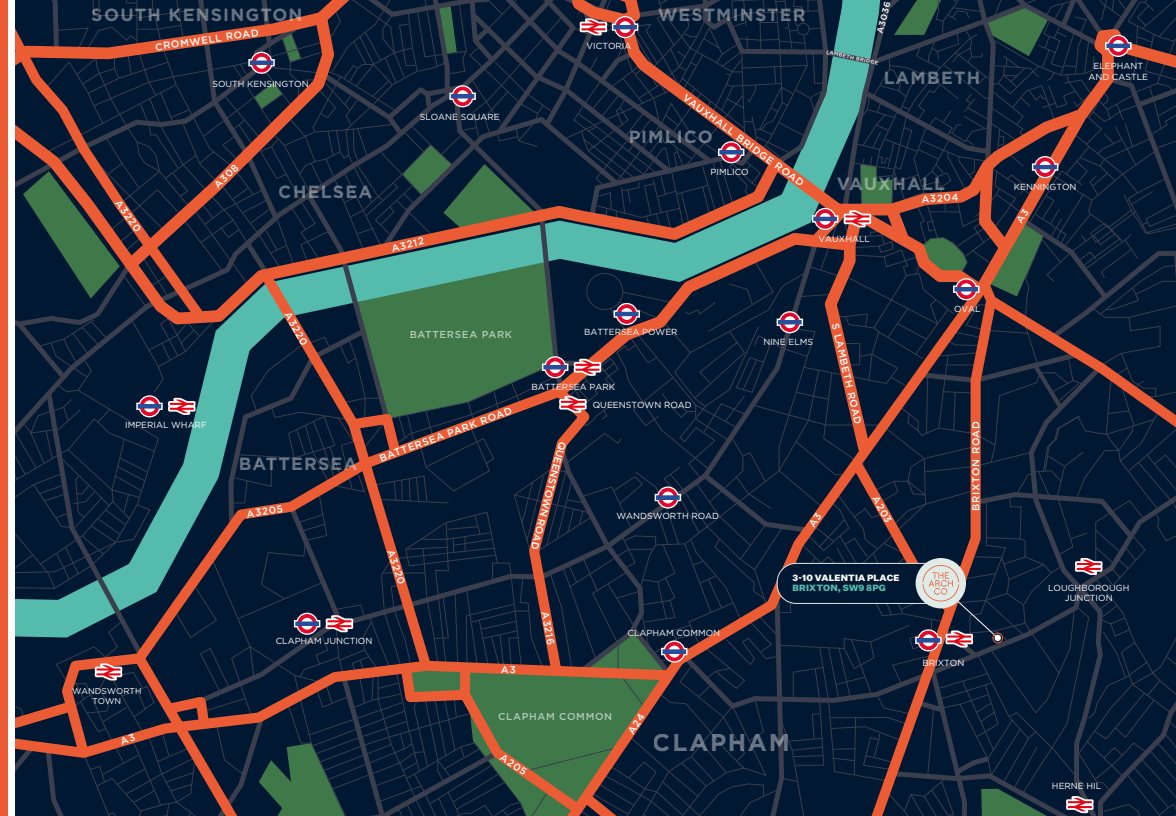 SOUTH KENSINGTON
WESTMINSTER
A3036
CROMWELL ROAD
VICTORIA
LAMBETH BRIDGE
ELEPHANT
AND CASTLE
SOUTH KENSINGTON
LAMBETH
SLOANE SQUARE
VAUXHALL BRIDGE ROAD
PIMLICO
PIMLICO
A308
CHELSEA
VAUXHALL
KENNINGTON
A3204
A3220
A3
A3212
VAUXHALL
OVAL
A3220
BATTERSEA PARK
BATTERSEA POWER
NINE ELMS
S LAMBETH ROAD
BATTERSEA PARK
QUEENSTOWN ROAD
IMPERIAL WHARF
BATTERSEA PARK ROAD
BATTERSEA
QUEENSTOWN ROAD
BRIXTON ROAD
A3205
WANDSWORTH ROAD
A3
A203
A3220
3-10 VALENTIA PLACE
BRIXTON, SW9 8PG
THE
ARCH
CO
LOUGHBOROUGH
JUNCTION
CLAPHAM JUNCTION
A3216
CLAPHAM COMMON
BRIXTON
A3
WANDSWORTH
TOWN
CLAPHAM COMMON
A24
A3
CLAPHAM
A205
HERNE HIL